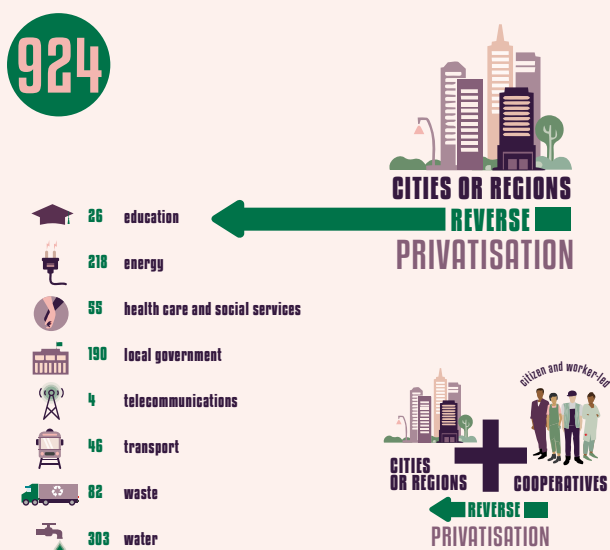 924
CITIES OR REGIONS
REVERSE
PRIVATISATION
26 education
218 energy
55 health care and social services
190 local government
4 telecommunications
46 transport
82 waste
303 water
citizen and worker-led
CITIES
OR REGIONS
COOPERATIVES
REVERSE
PRIVATISATION